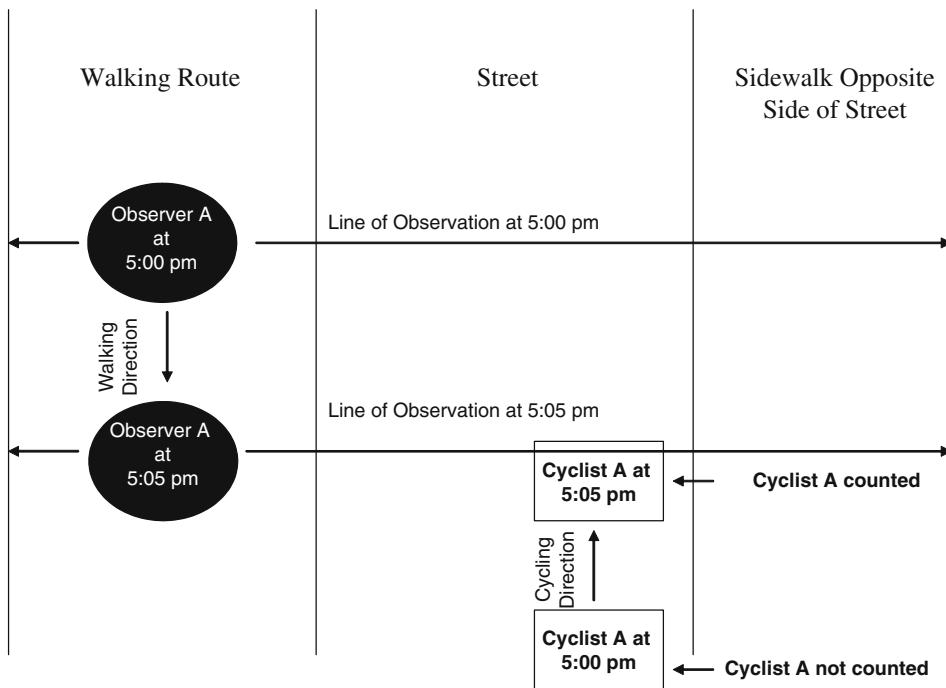 Walking Route
Street
Sidewalk Opposite
Side of Street
Observer A
at
5:00 pm
Line of Observation at 5:00 pm
Walking
Direction
Observer A
at
5:05 pm
Line of Observation at 5:05 pm
Cyclist A at
5:05 pm
Cyclist A counted
Cycling
Direction
Cyclist A at
5:00 pm
Cyclist A not counted